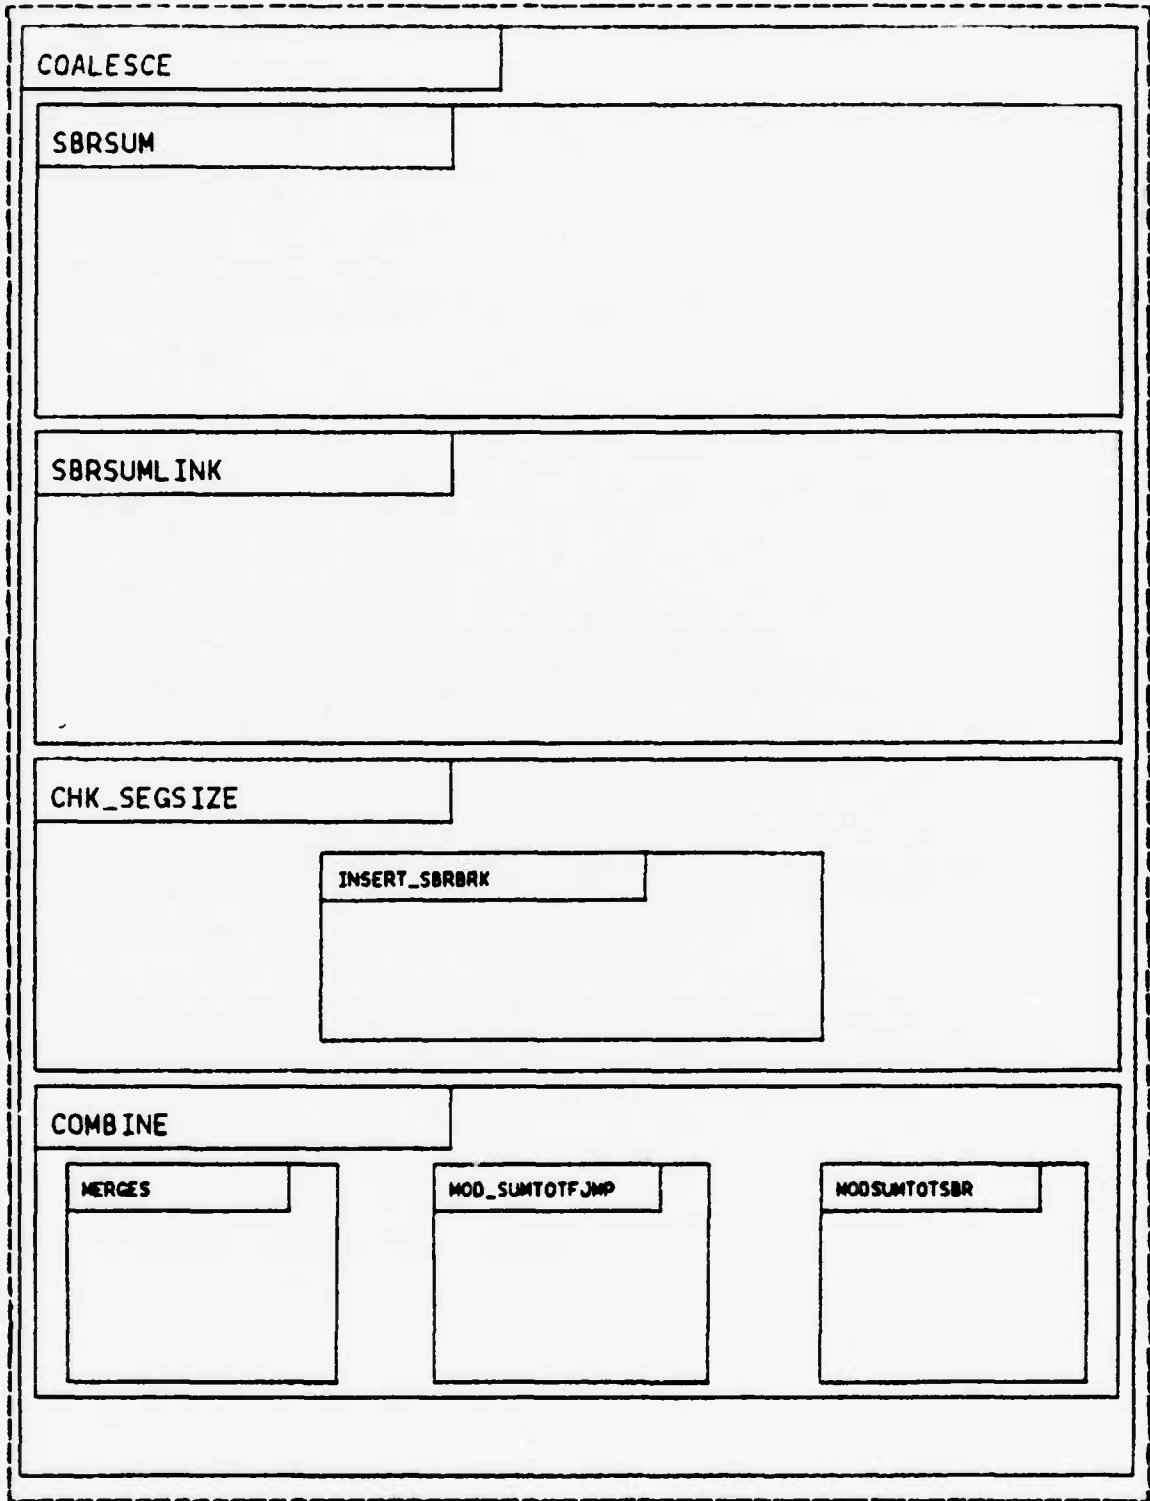 COALESCE
SBRSUM
SBRSUMLINK
CHK_SEGSIZE
INSERT_SBRBRK
COMBINE
MERGES
MOD_SUMTOTFJMP
MODSUMTOTSBR